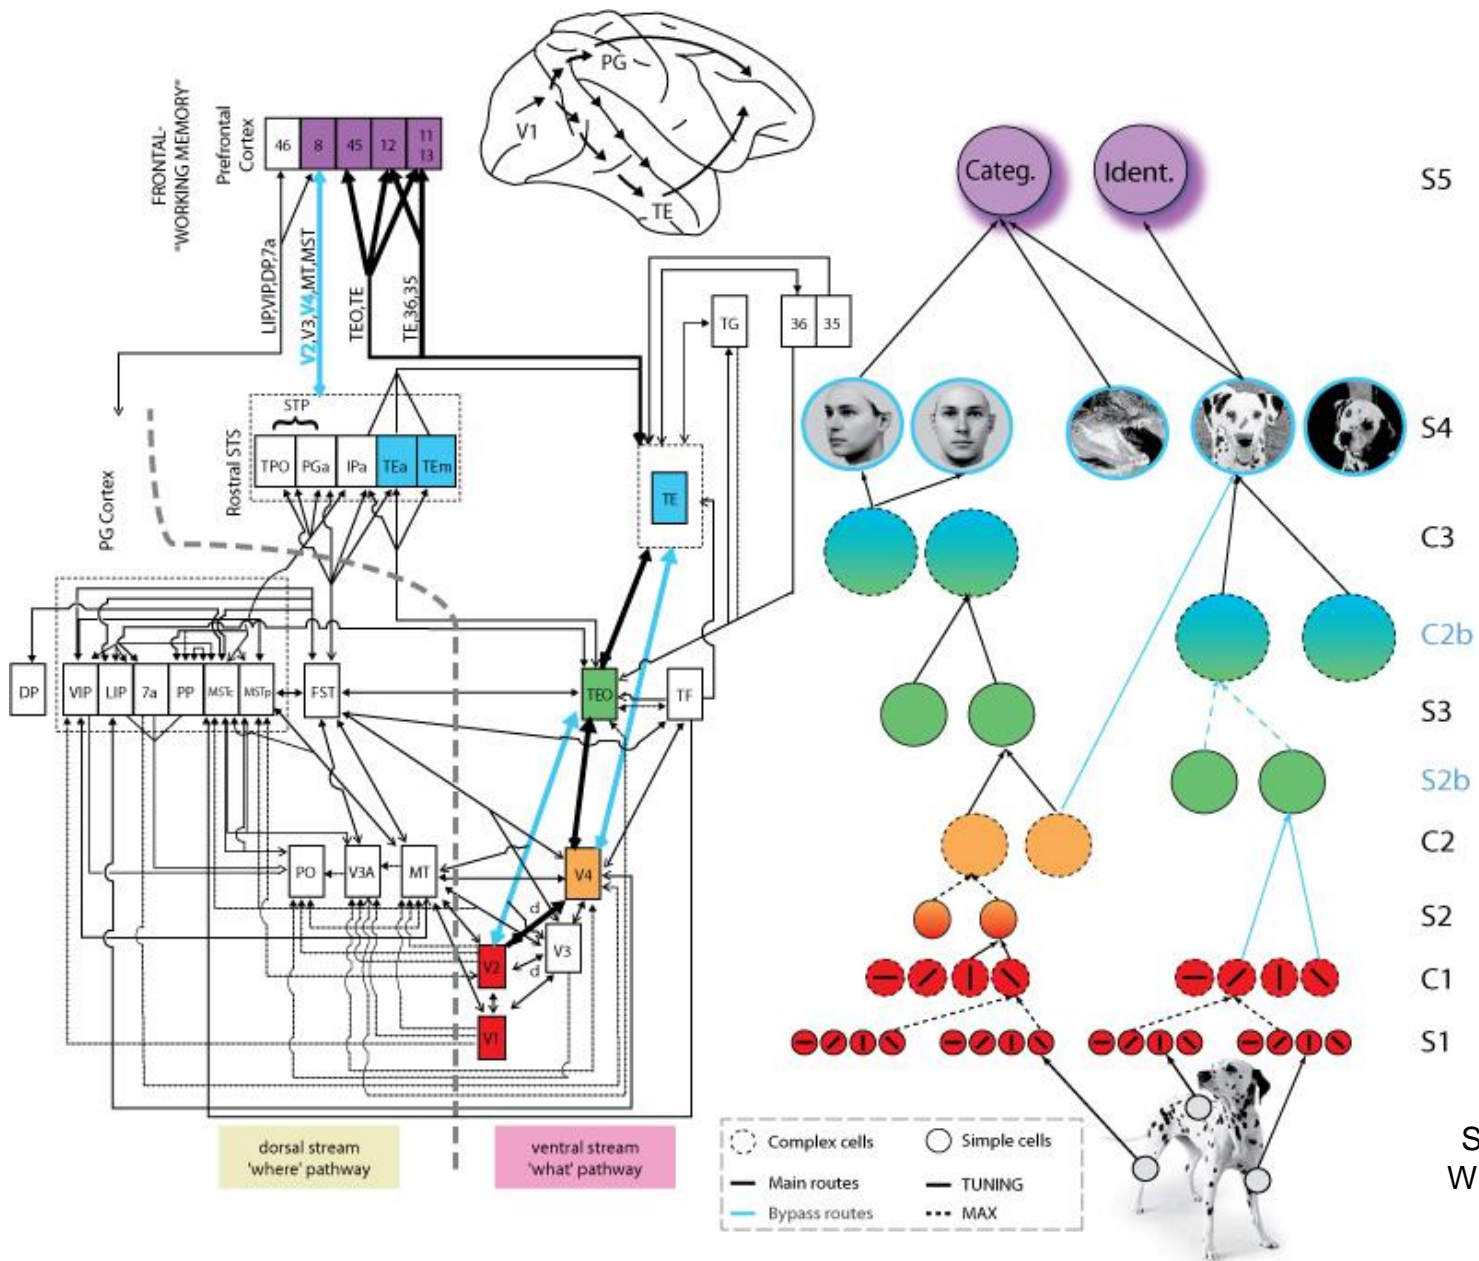 FRONTAL-
"WORKING MEMORY"
Prefrontal
Cortex
46
8
45
12
11
13
PG
V1
TE
LIP,VIP,DP,7a
V2,V3,V4,MT,MST
TEO,TE
TE,36,35
TG
36
35
STP
Rostral STS
TPO
PGa
IPa
TEa
TEm
TE
PG Cortex
DP
VIP
LIP
7a
PP
MSTc
MSTp
FST
TEO
TF
PO
V3A
MT
V4
d
V3
d
V2
V1
dorsal stream
'where' pathway
ventral stream
'what' pathway
Categ.
Ident.
S5
S4
C3
C2b
S3
S2b
C2
S2
C1
S1
Complex cells
Simple cells
Main routes
TUNING
Bypass routes
MAX
S
W